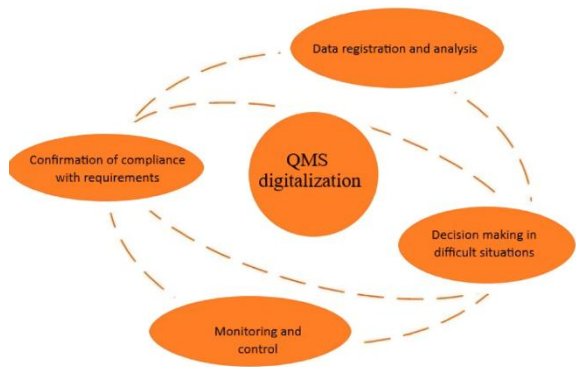 Data registration and analysis
QMS
digitalization
Confirmation of compliance
with requirements
Decision making in
difficult situations
Monitoring and
control